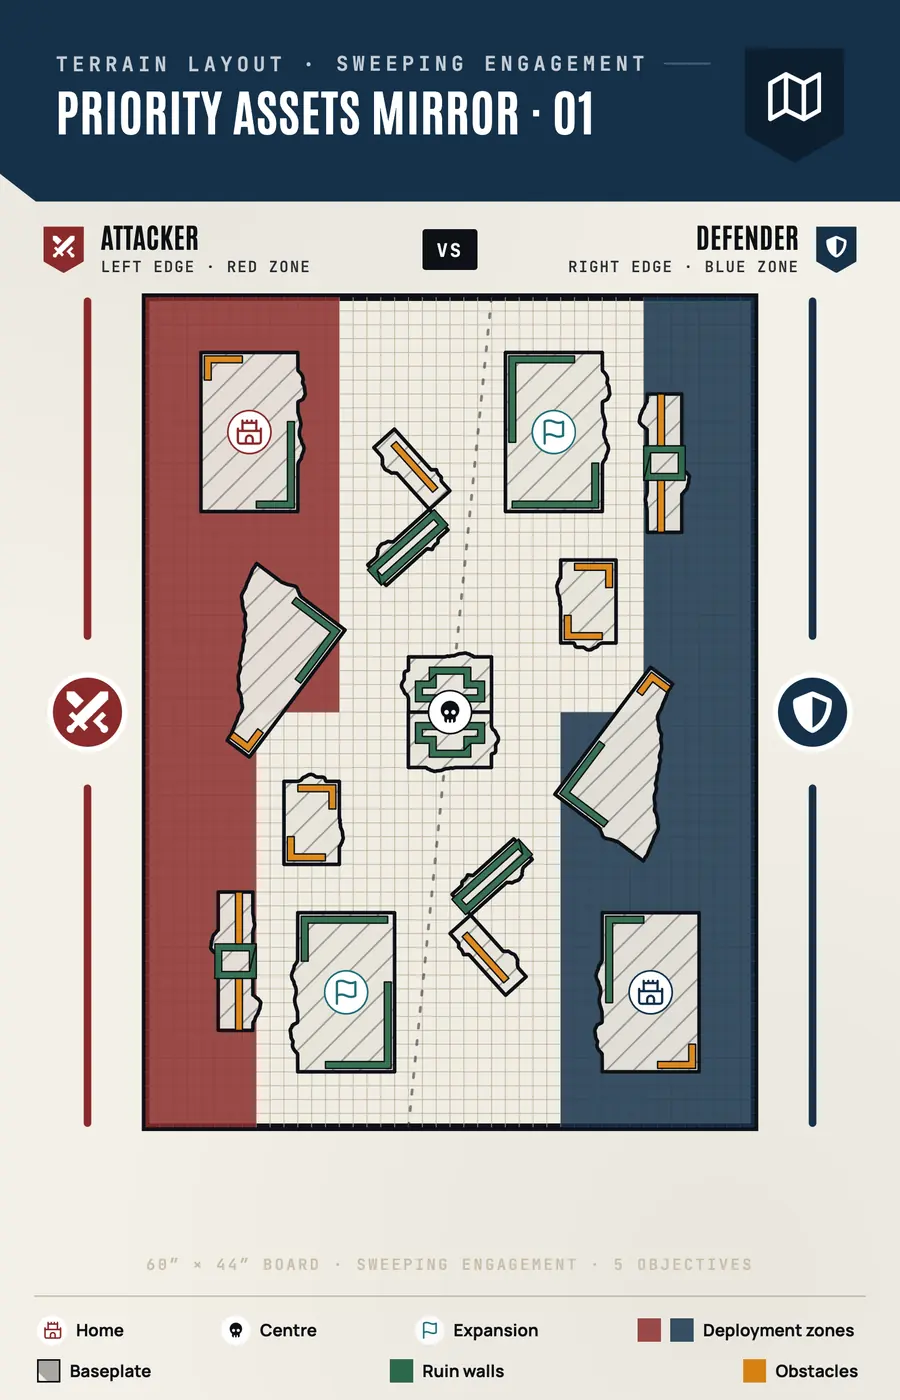 TERRAIN LAYOUT · SWEEPING ENGAGEMENT
PRIORITY ASSETS MIRROR · 01
ATTACKER
LEFT EDGE · RED ZONE
VS
DEFENDER
RIGHT EDGE · BLUE ZONE
60″ × 44″ BOARD · SWEEPING ENGAGEMENT · 5 OBJECTIVES
Home
Centre
Expansion
Deployment zones
Baseplate
Ruin walls
Obstacles